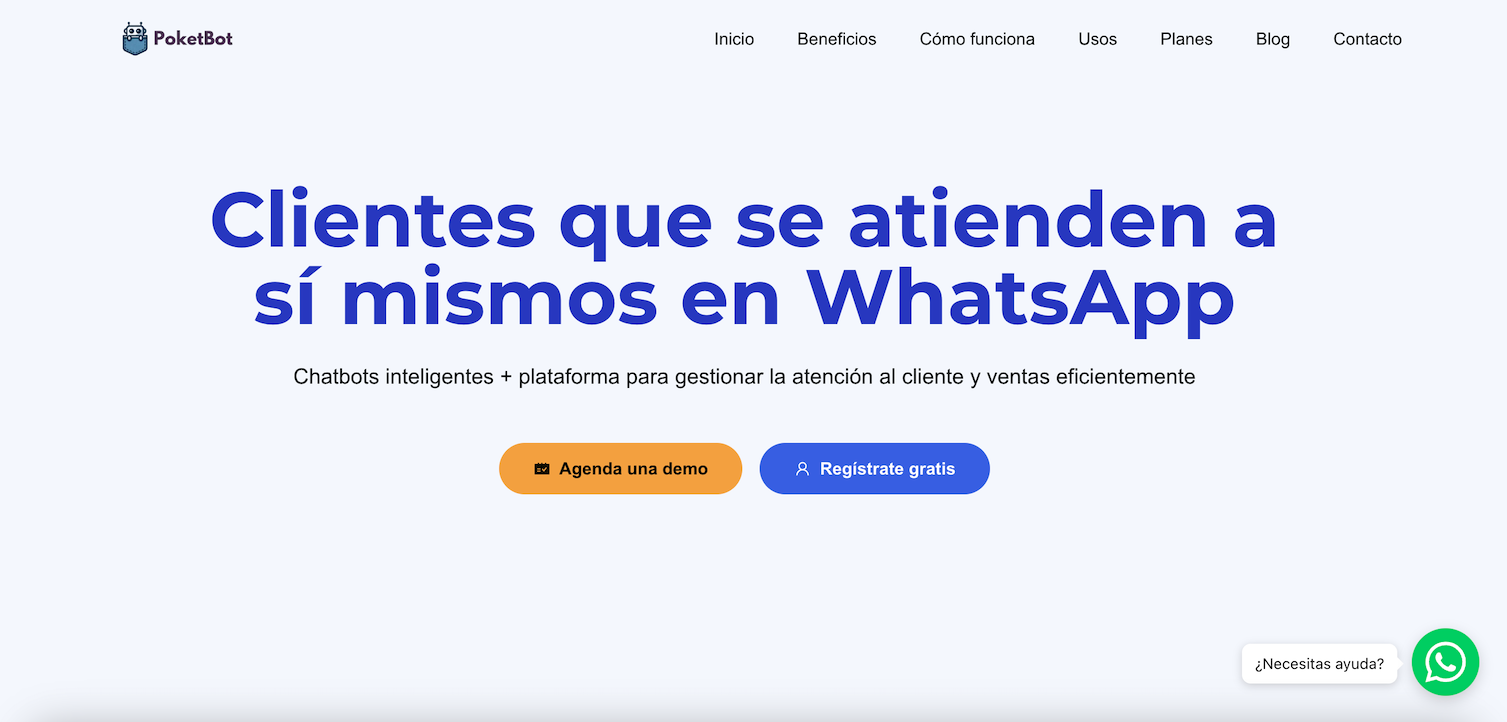 PoketBot
Inicio
Beneficios
Cómo funciona
Usos
Planes
Blog
Contacto
Clientes que se atienden a
sí mismos en WhatsApp
Chatbots inteligentes + plataforma para gestionar la atención al cliente y ventas eficientemente
Agenda una demo
Regístrate gratis
¿Necesitas ayuda?